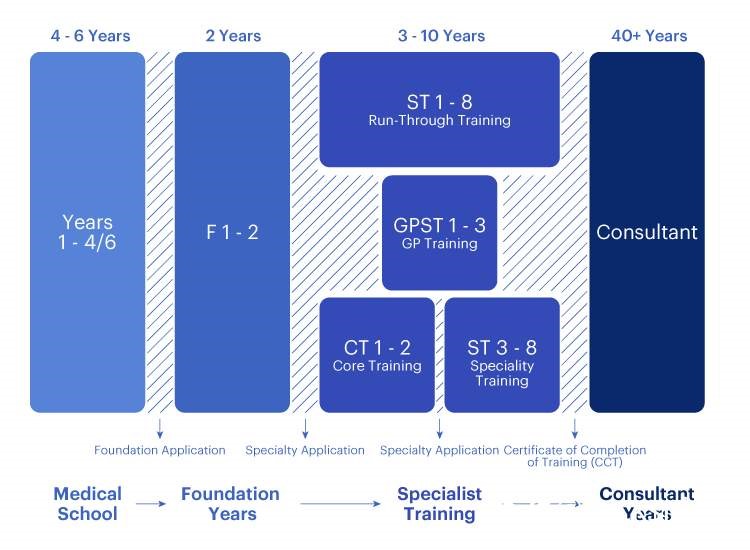 4 - 6 Years
2 Years
3 - 10 Years
40+ Years
Years
1 - 4/6
F 1 - 2
ST 1 - 8
Run-Through Training
GPST 1 - 3
GP Training
CT 1 - 2
Core Training
ST 3 - 8
Speciality
Training
Consultant
Foundation Application
Specialty Application
Specialty Application
Certificate of Completion
of Training (CCT)
Medical
School
Foundation
Years
Specialist
Training
Consultant
Years